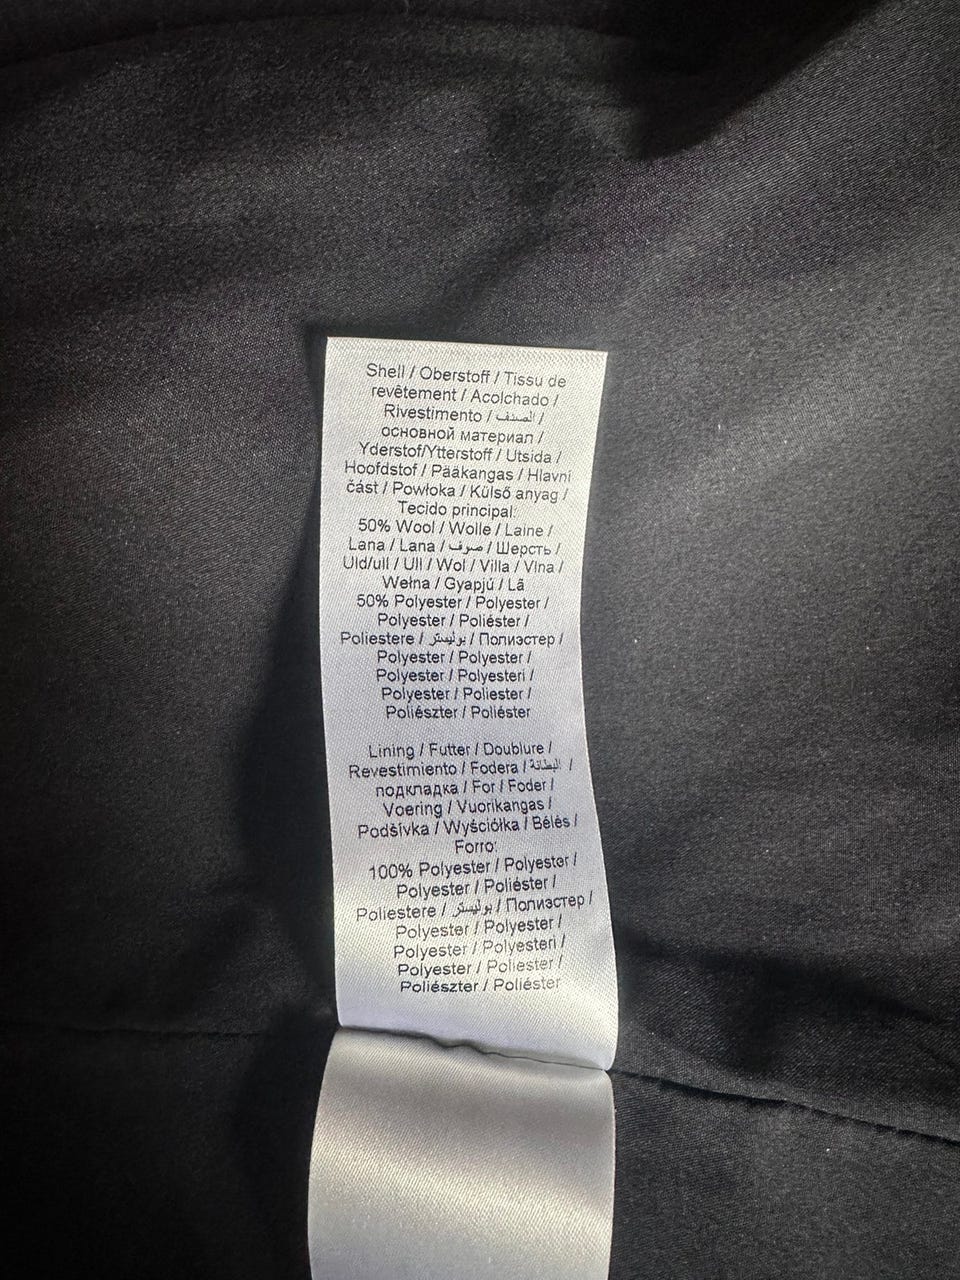 Shell / Oberstoff / Tissu de
revêtement / Acolchado /
Rivestimento / الصدف /
основной материал /
Yderstof/Ytterstoff / Utsida /
Hoofdstof / Pääkangas / Hlavní
část / Powłoka / Külső anyag /
Tecido principal:
50% Wool / Wolle / Laine /
Lana / Lana / صوف / Шерсть /
Uld/ull / Ull / Wol / Villa / Vlna /
Wełna / Gyapjú / Lã
50% Polyester / Polyester /
Polyester / Poliéster /
Poliestere / بوليستر / Полиэстер /
Polyester / Polyester /
Polyester / Polyesteri /
Polyester / Poliester /
Poliészter / Poliéster
Lining / Futter / Doublure /
Revestimiento / Fodera / البطانة /
подкладка / For / Foder /
Voering / Vuorikangas /
Podšívka / Wyściółka / Bélés /
Forro:
100% Polyester / Polyester /
Polyester / Poliéster /
Poliestere / بوليستر / Полиэстер /
Polyester / Polyester /
Polyester / Polyesteri /
Polyester / Poliester /
Poliészter / Poliéster